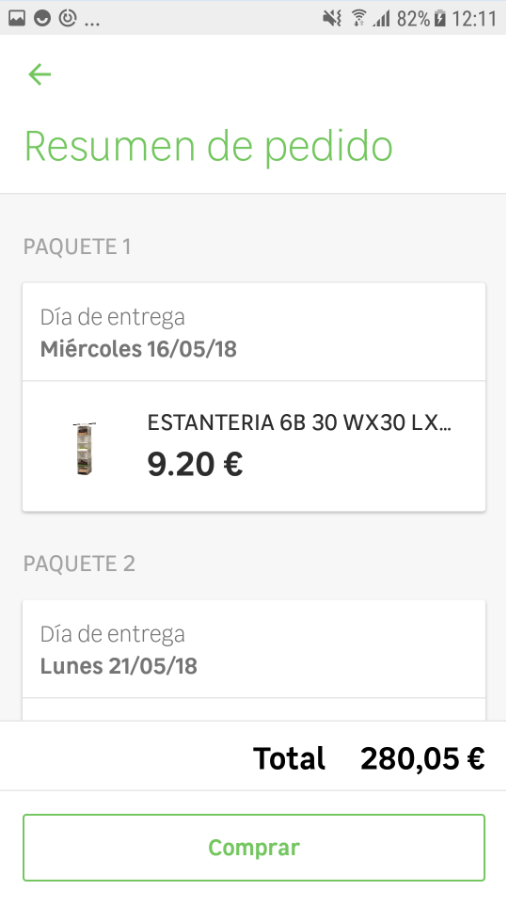 ... 82% 12:11
Resumen de pedido
PAQUETE 1
Día de entrega
Miércoles 16/05/18
ESTANTERIA 6B 30 WX30 LX...
9.20 €
PAQUETE 2
Día de entrega
Lunes 21/05/18
Total 280,05 €
Comprar